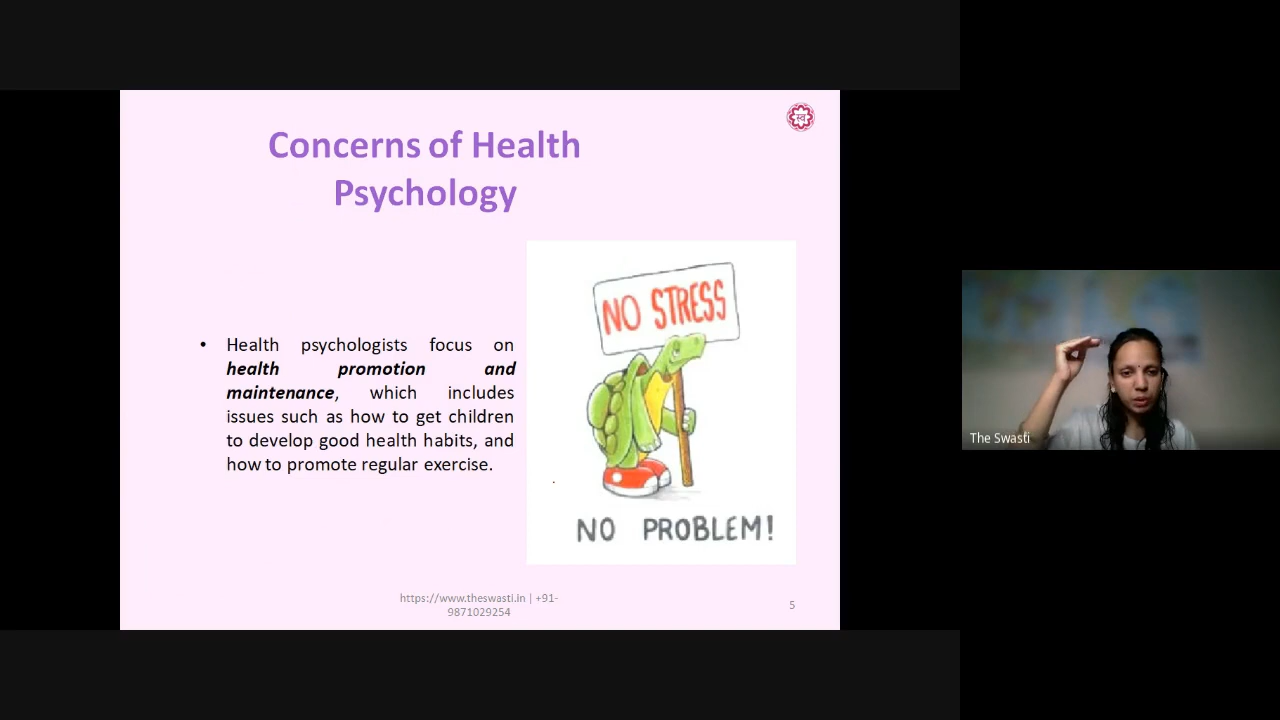 Concerns of Health
Psychology
• Health psychologists focus on
health promotion and
maintenance, which includes
issues such as how to get children
to develop good health habits, and
how to promote regular exercise.
NO STRESS
NO PROBLEM!
https://www.theswasti.in | +91-
9871029254
5
स्व
The Swasti